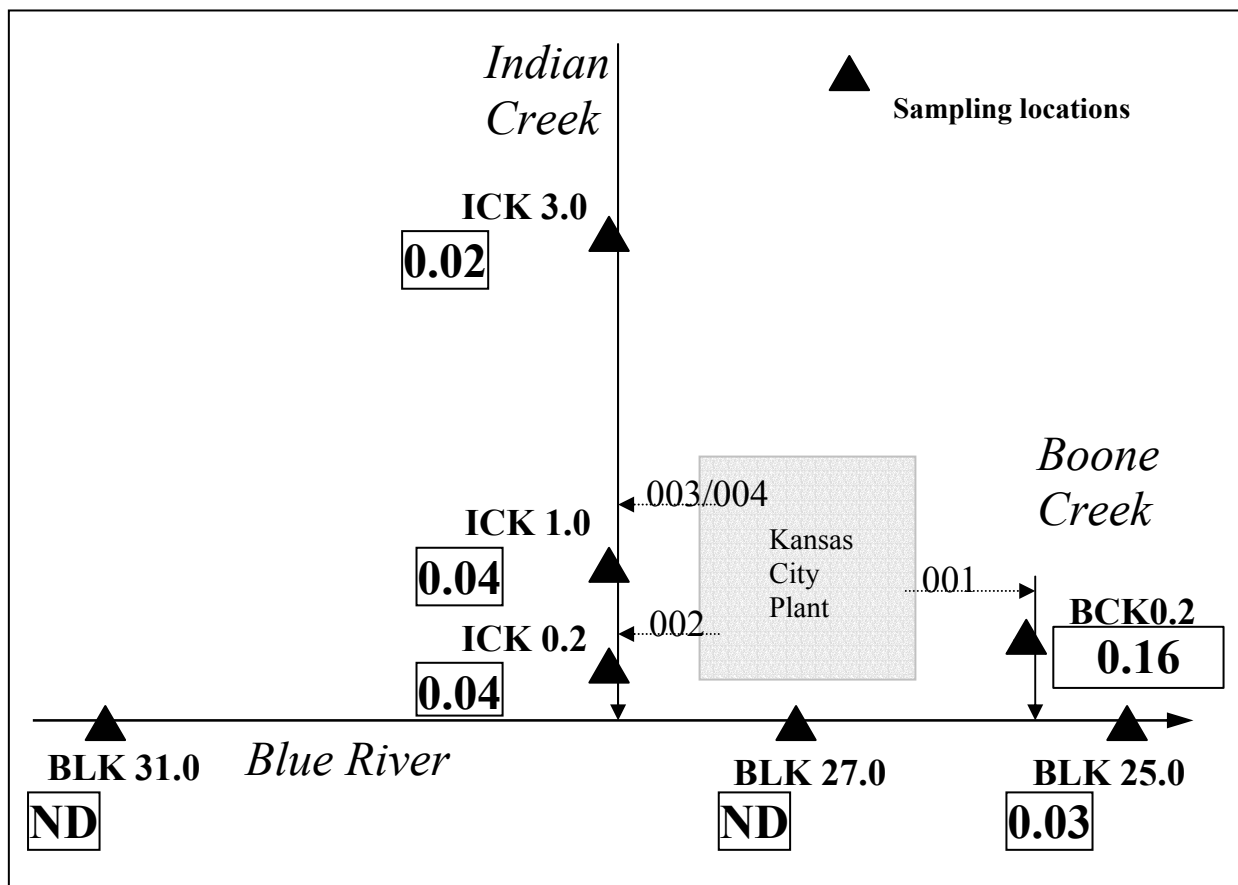 Indian
Creek
Sampling locations
ICK 3.0
0.02
003/004
Boone
Creek
ICK 1.0
0.04
Kansas
City
Plant
001
002
BCK0.2
0.16
ICK 0.2
0.04
Blue River
BLK 31.0
BLK 27.0
BLK 25.0
ND
ND
0.03